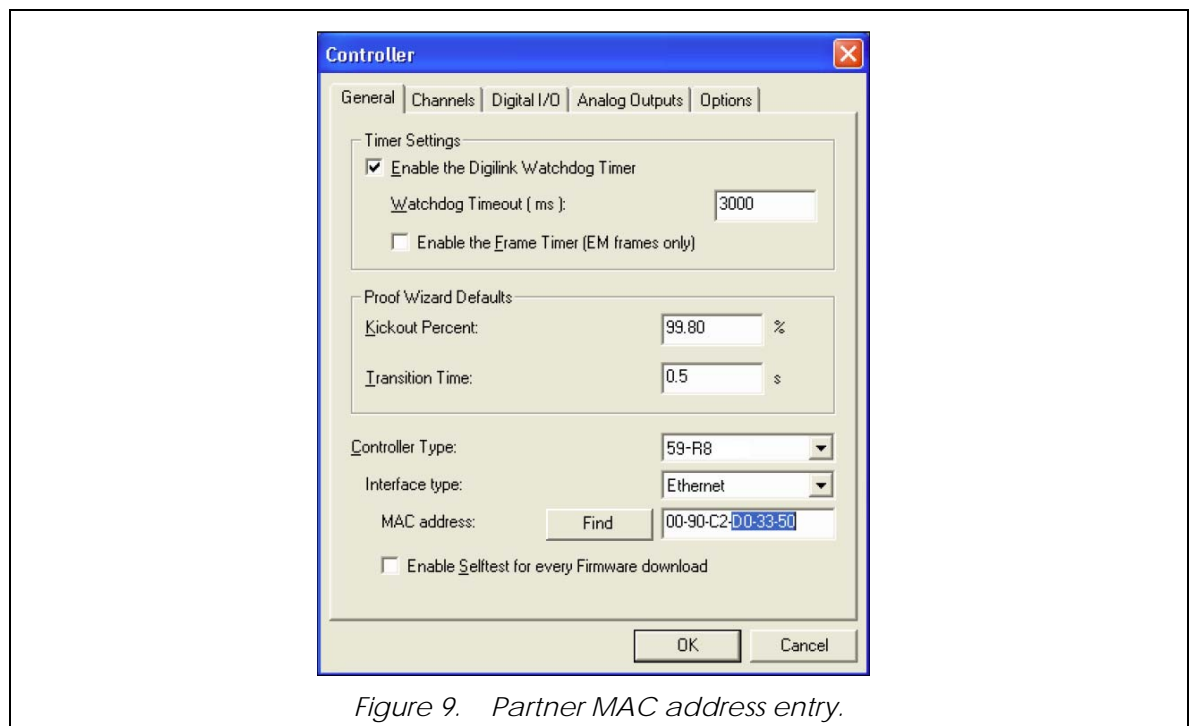 Controller
General Channels Digital I/O Analog Outputs Options
Timer Settings
Enable the Digilink Watchdog Timer
Watchdog Timeout ( ms ): 3000
Enable the Frame Timer (EM frames only)
Proof Wizard Defaults
Kickout Percent: 99.80 %
Transition Time: 0.5 s
Controller Type: 59-R8
Interface type: Ethernet
MAC address: Find 00-90-C2-D0-33-50
Enable Selftest for every Firmware download
OK Cancel
Figure 9. Partner MAC address entry.